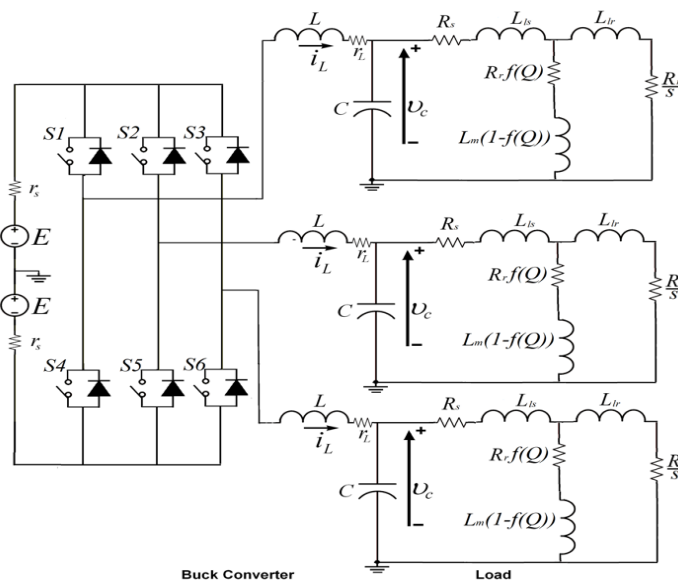 L
i_L
r_L
R_s
L_ls
L_lr
R_r f(Q)
L_m(1-f(Q))
C
υ_c
+
−
S1
S2
S3
r_s
E
E
r_s
S4
S5
S6
L
i_L
r_L
R_s
L_ls
L_lr
R_r f(Q)
L_m(1-f(Q))
C
υ_c
+
−
L
i_L
r_L
R_s
L_ls
L_lr
R_r f(Q)
L_m(1-f(Q))
C
υ_c
+
−
Buck Converter
Load